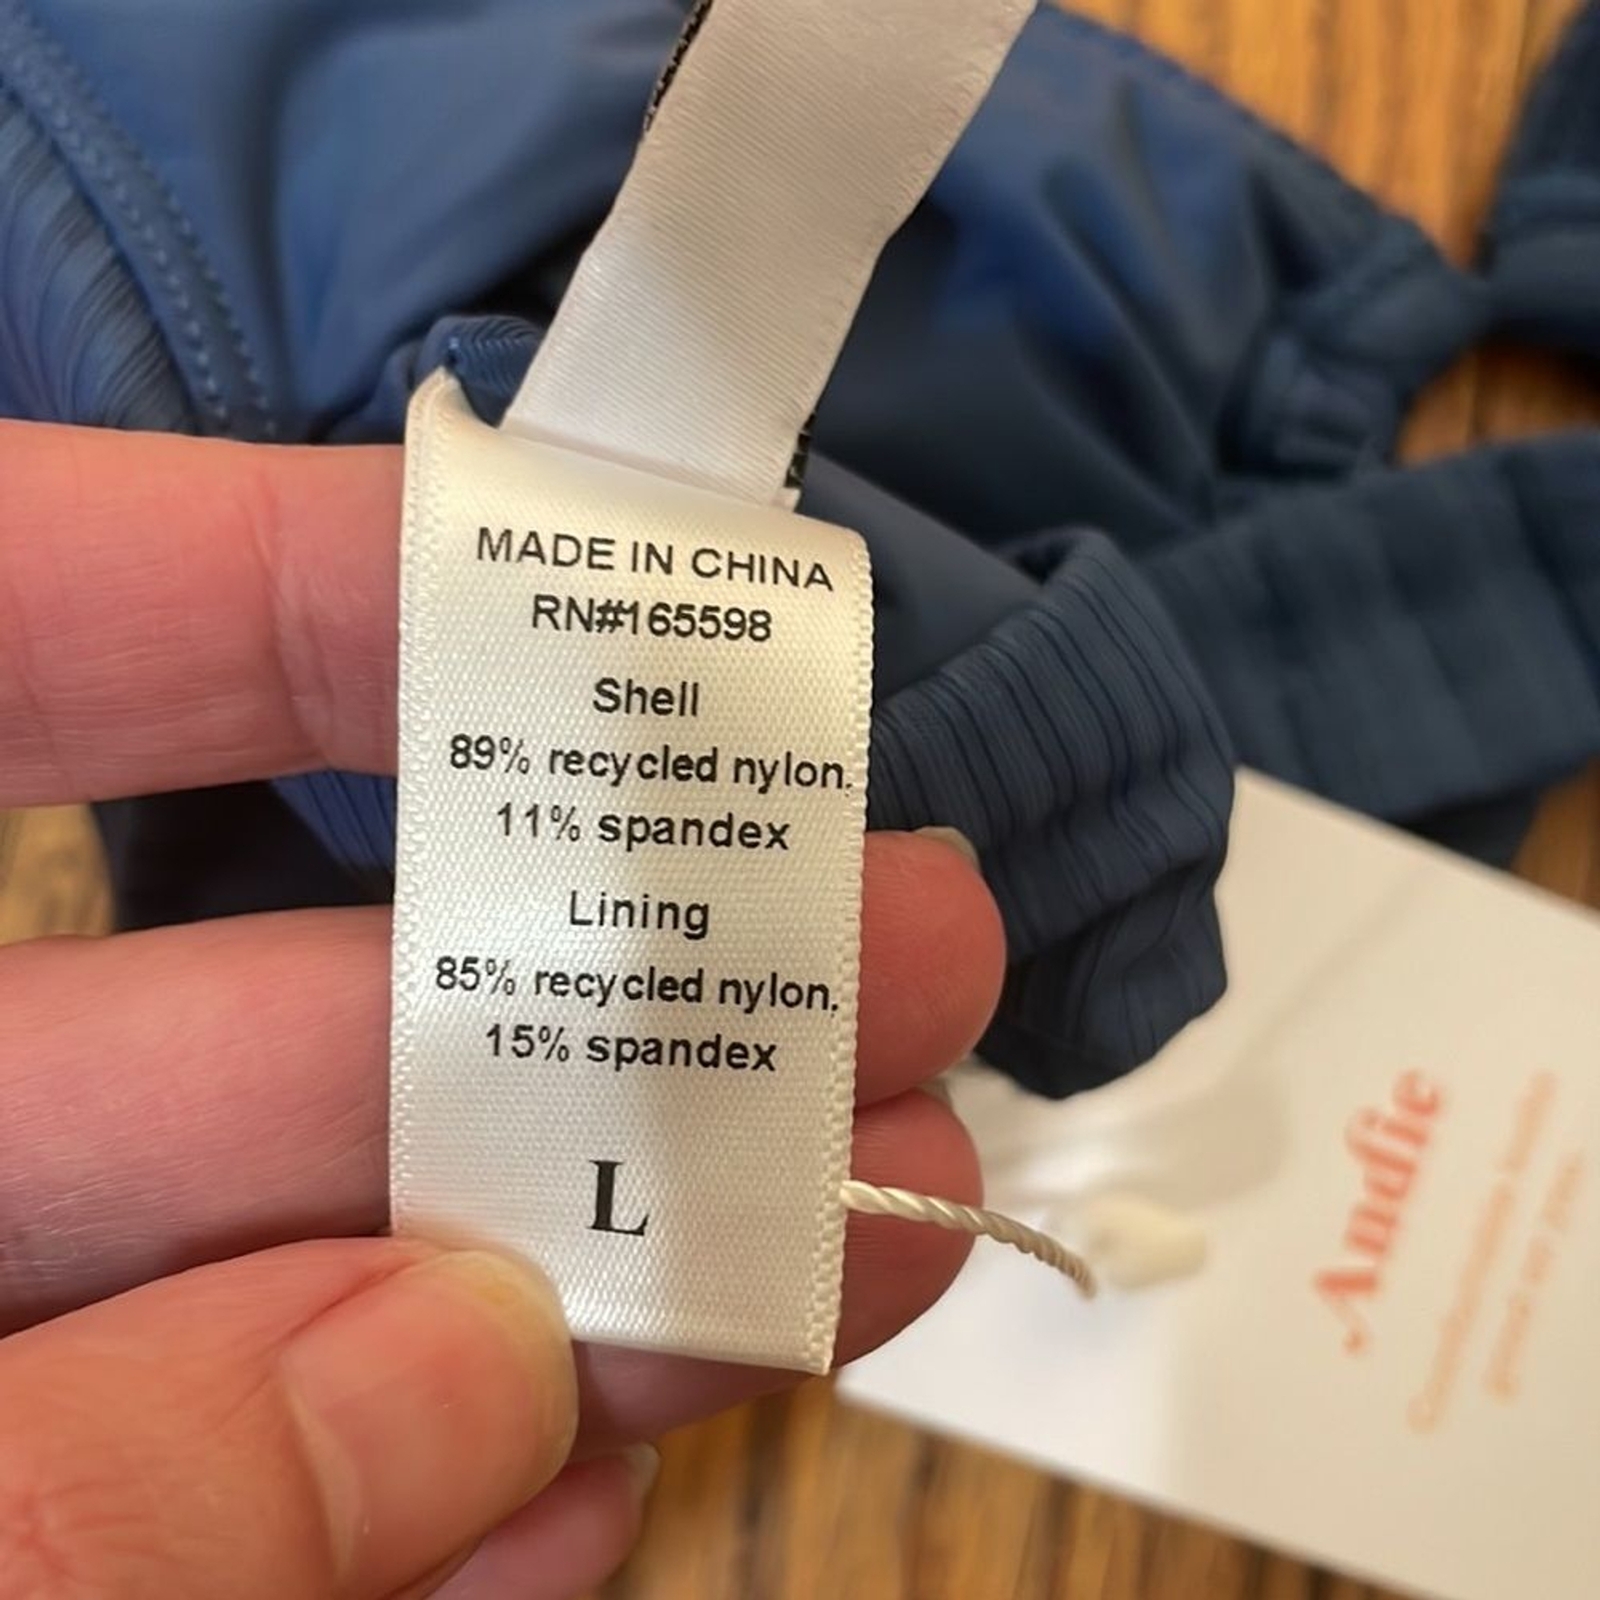 MADE IN CHINA
RN#165598
Shell
89% recycled nylon.
11% spandex
Lining
85% recycled nylon.
15% spandex
L
Andie